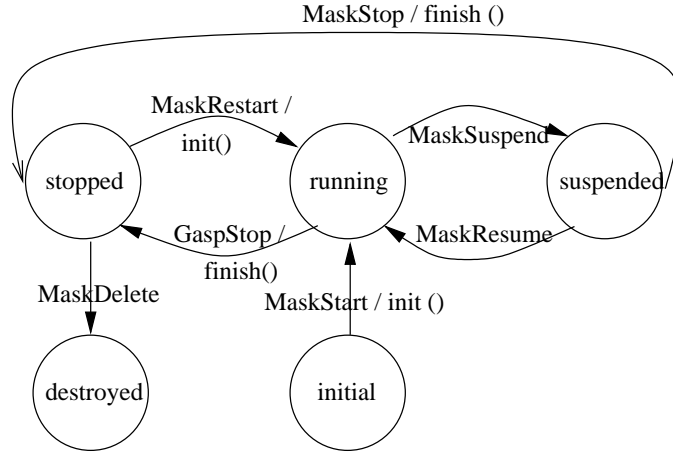 MaskStop / finish ()
MaskRestart /
init()
MaskSuspend
stopped
running
suspended
GaspStop /
finish()
MaskResume
MaskDelete
MaskStart / init ()
destroyed
initial